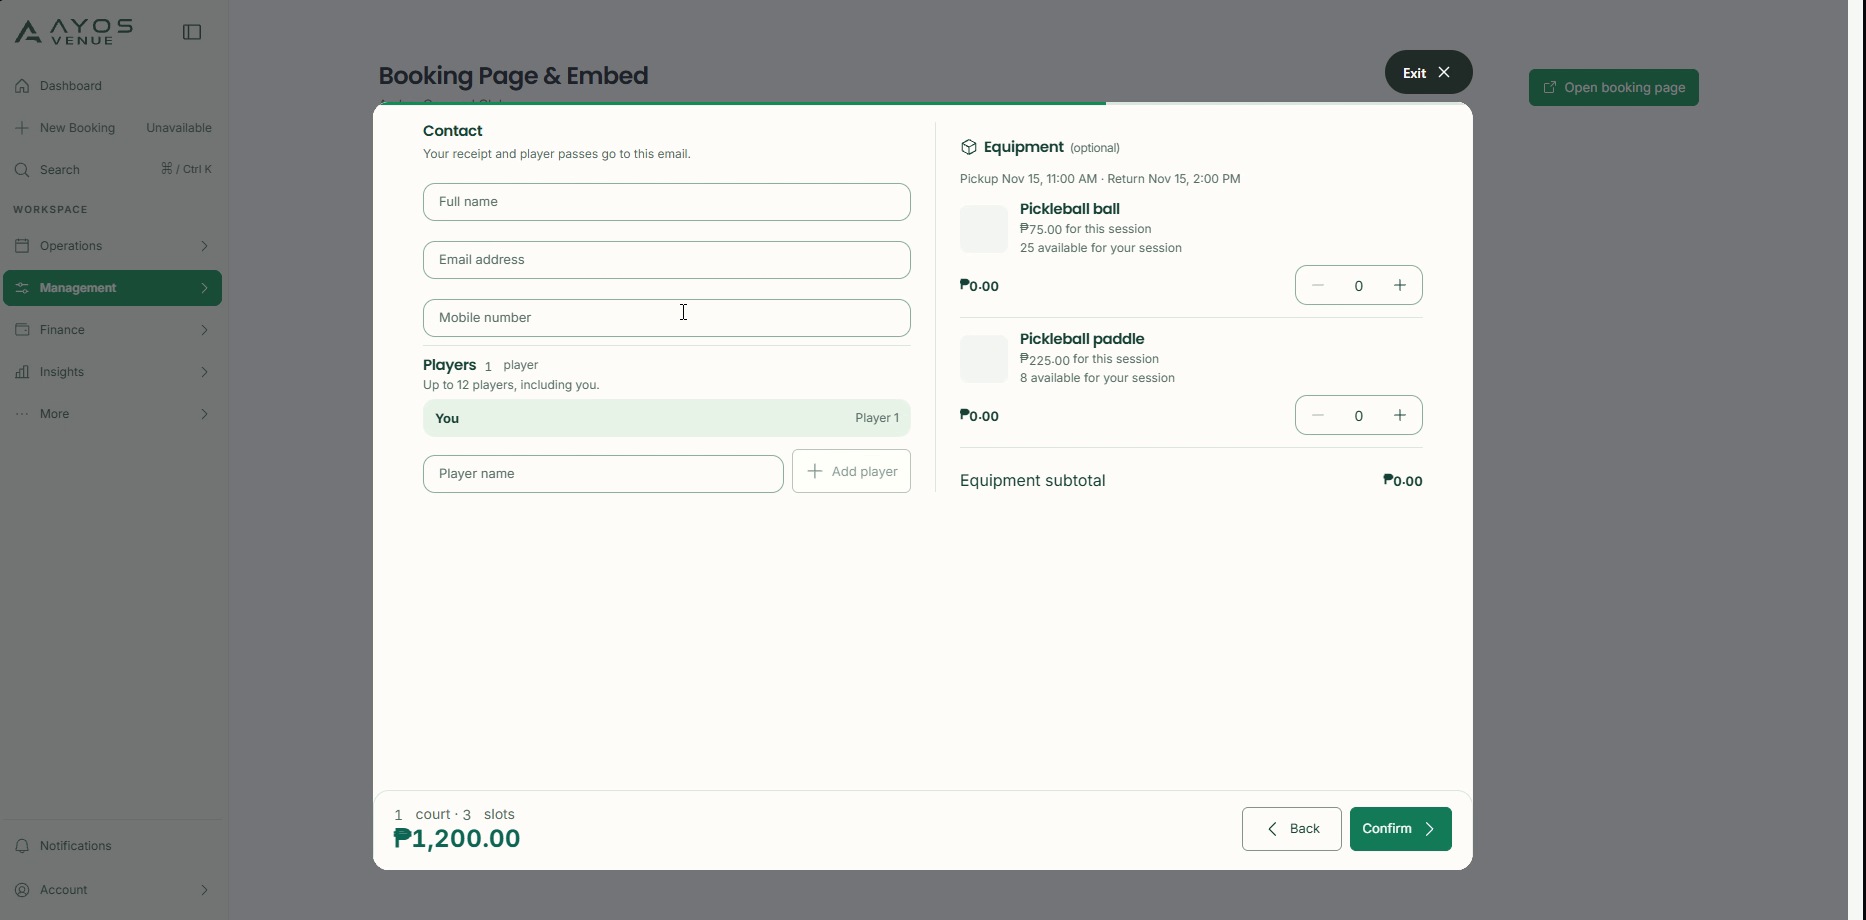 AYOS
VENUE
Dashboard
New Booking Unavailable
Search ⌘ / Ctrl K
WORKSPACE
Operations
Management
Finance
Insights
More
Notifications
Account
Booking Page & Embed
Exit
Open booking page
Contact
Your receipt and player passes go to this email.
Full name
Email address
Mobile number
Players 1 player
Up to 12 players, including you.
You Player 1
Player name
Add player
Equipment (optional)
Pickup Nov 15, 11:00 AM · Return Nov 15, 2:00 PM
Pickleball ball
₱75.00 for this session
25 available for your session
₱0.00 0
Pickleball paddle
₱225.00 for this session
8 available for your session
₱0.00 0
Equipment subtotal ₱0.00
1 court · 3 slots
₱1,200.00
Back
Confirm